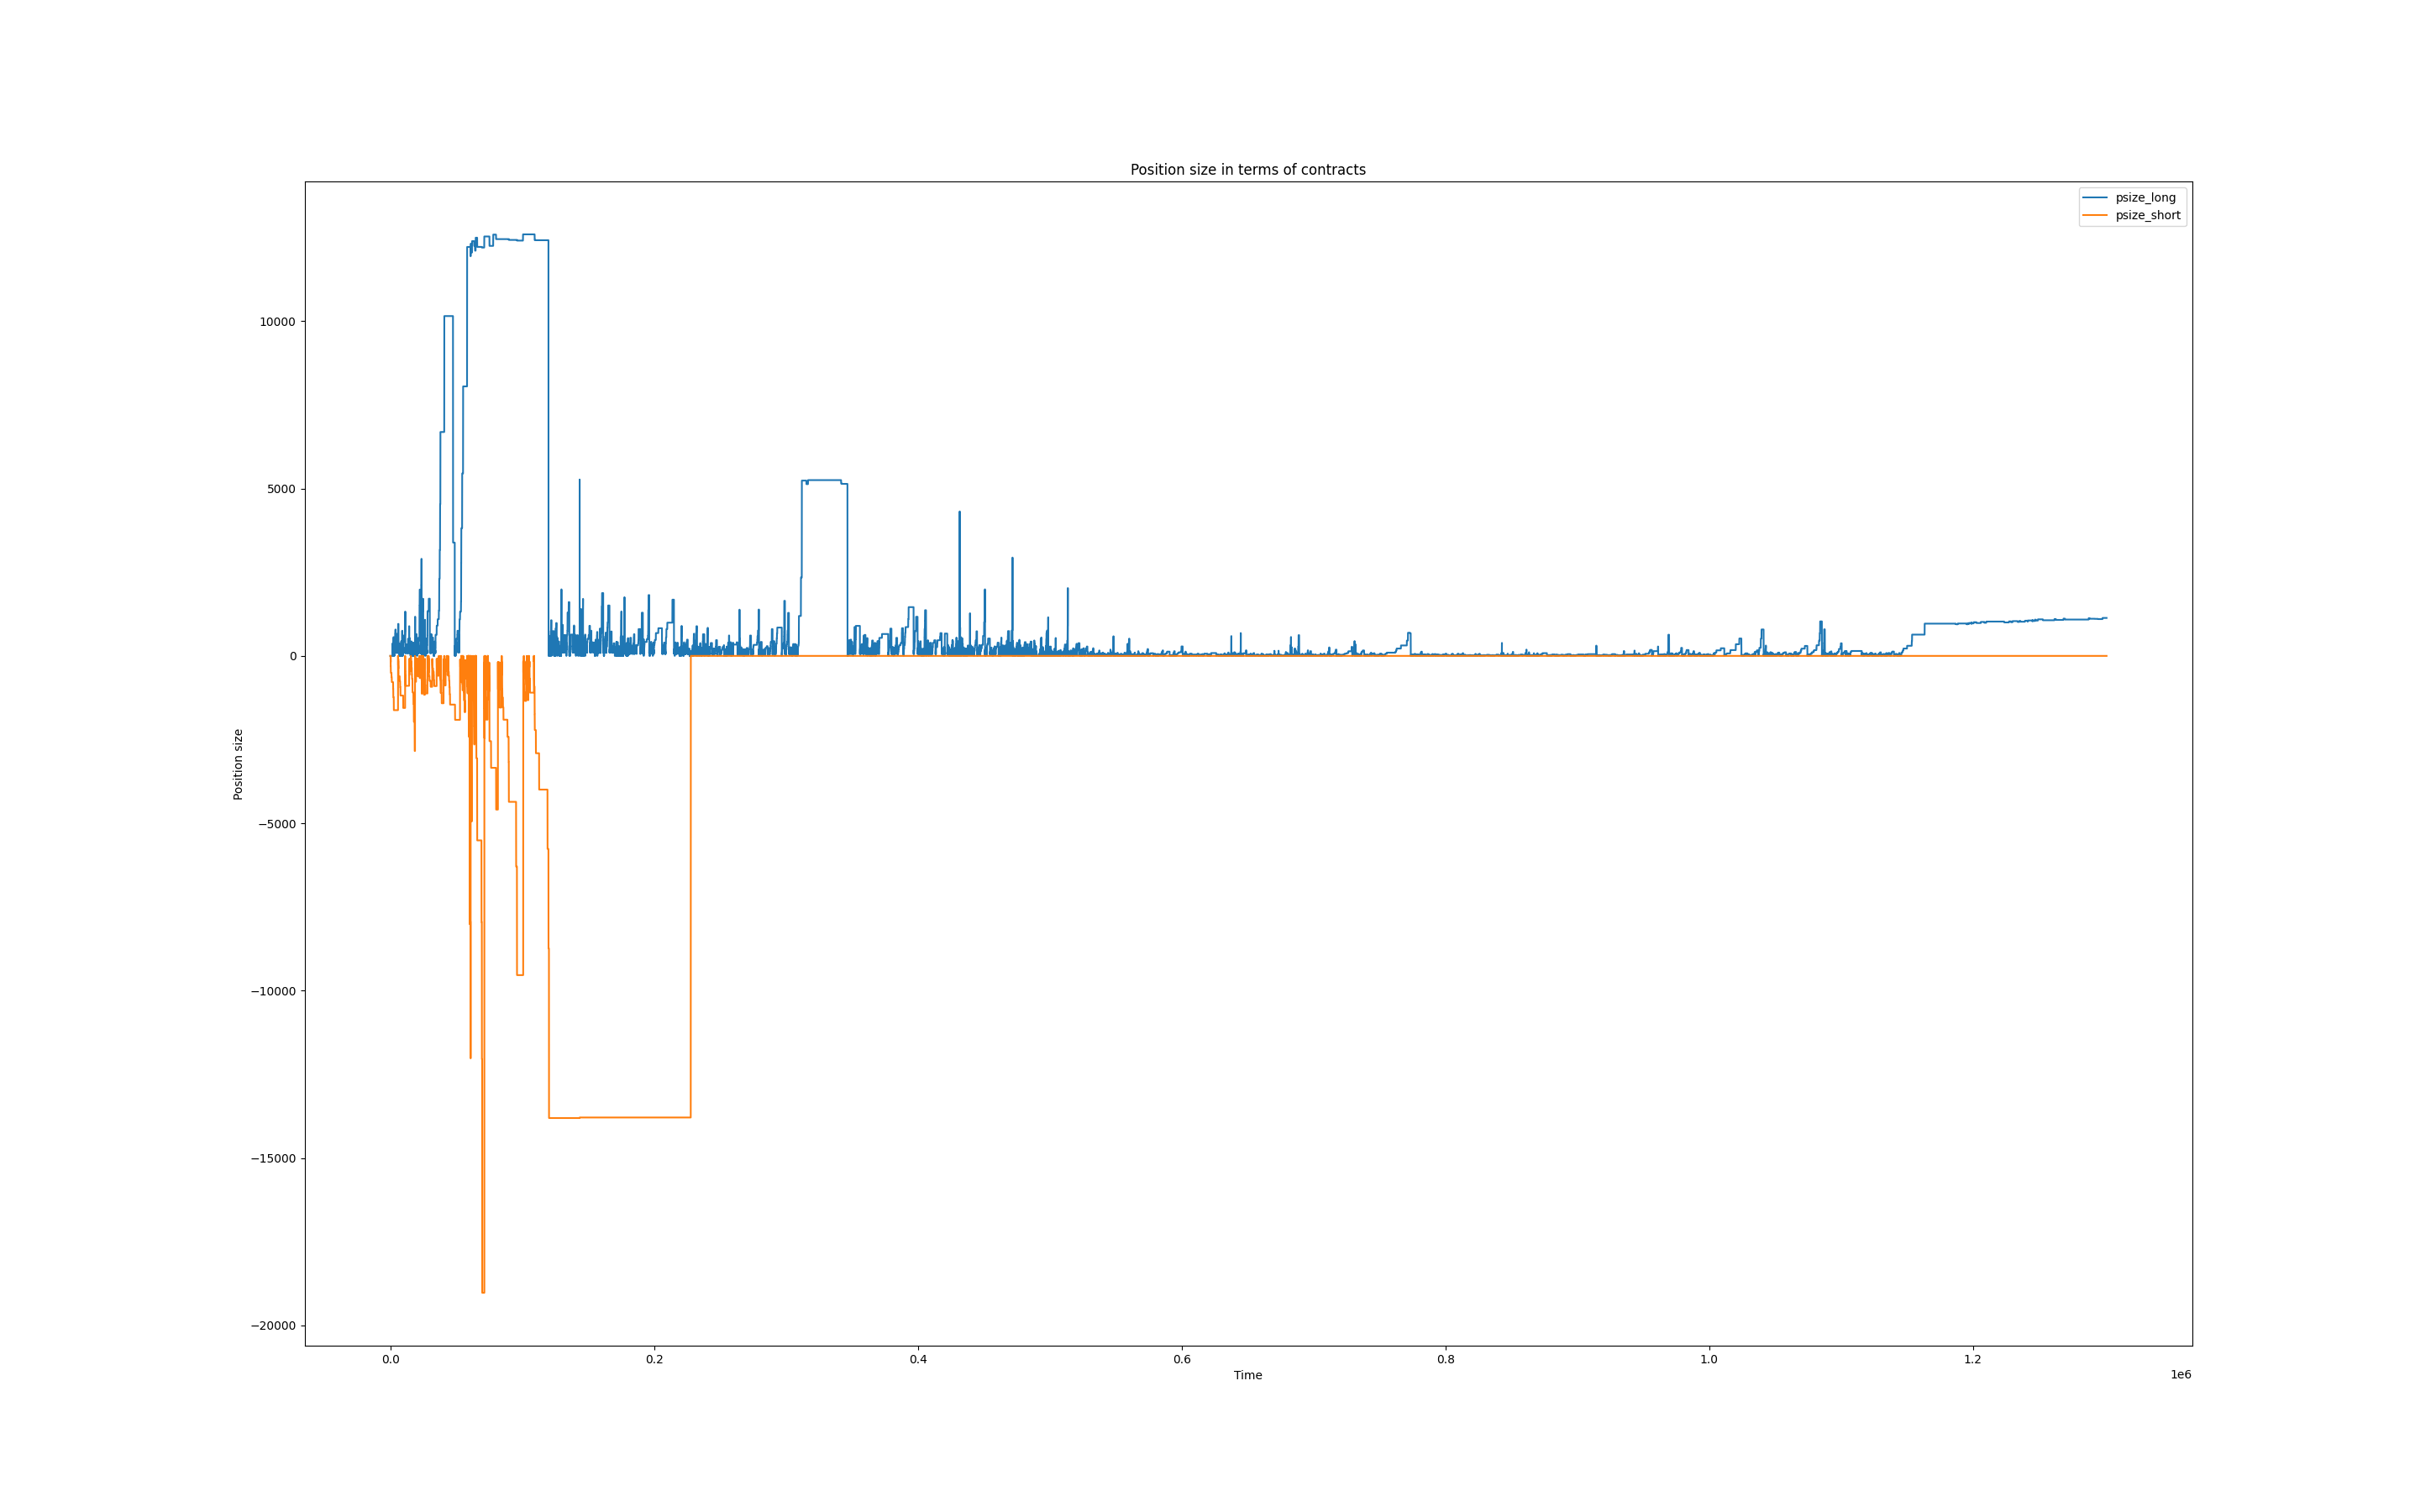 Position size in terms of contracts
psize_long
psize_short
Position size
10000
5000
0
−5000
−10000
−15000
−20000
0.0
0.2
0.4
0.6
0.8
1.0
1.2
1e6
Time